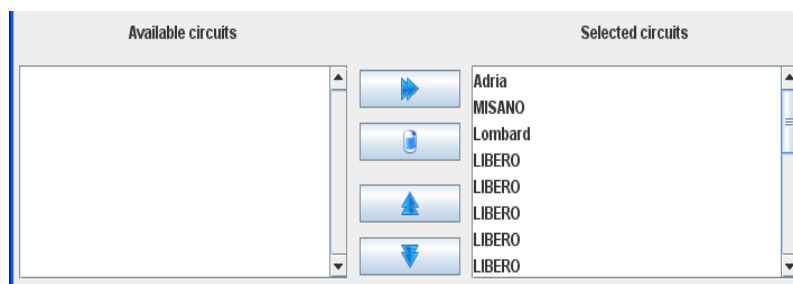 Available circuits
Selected circuits
Adria
MISANO
Lombard
LIBERO
LIBERO
LIBERO
LIBERO
LIBERO